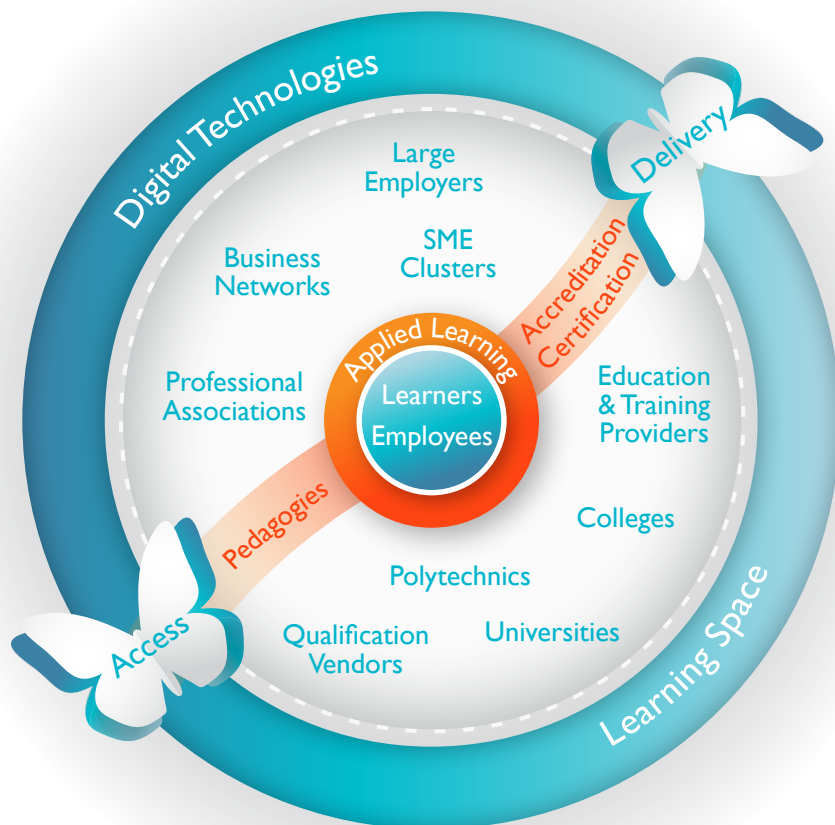 Digital Technologies
Delivery
Large
Employers
SME
Clusters
Business
Networks
Accreditation
Certification
Applied Learning
Professional
Associations
Learners
Employees
Education
& Training
Providers
Pedagogies
Colleges
Polytechnics
Access
Qualification
Vendors
Universities
Learning Space